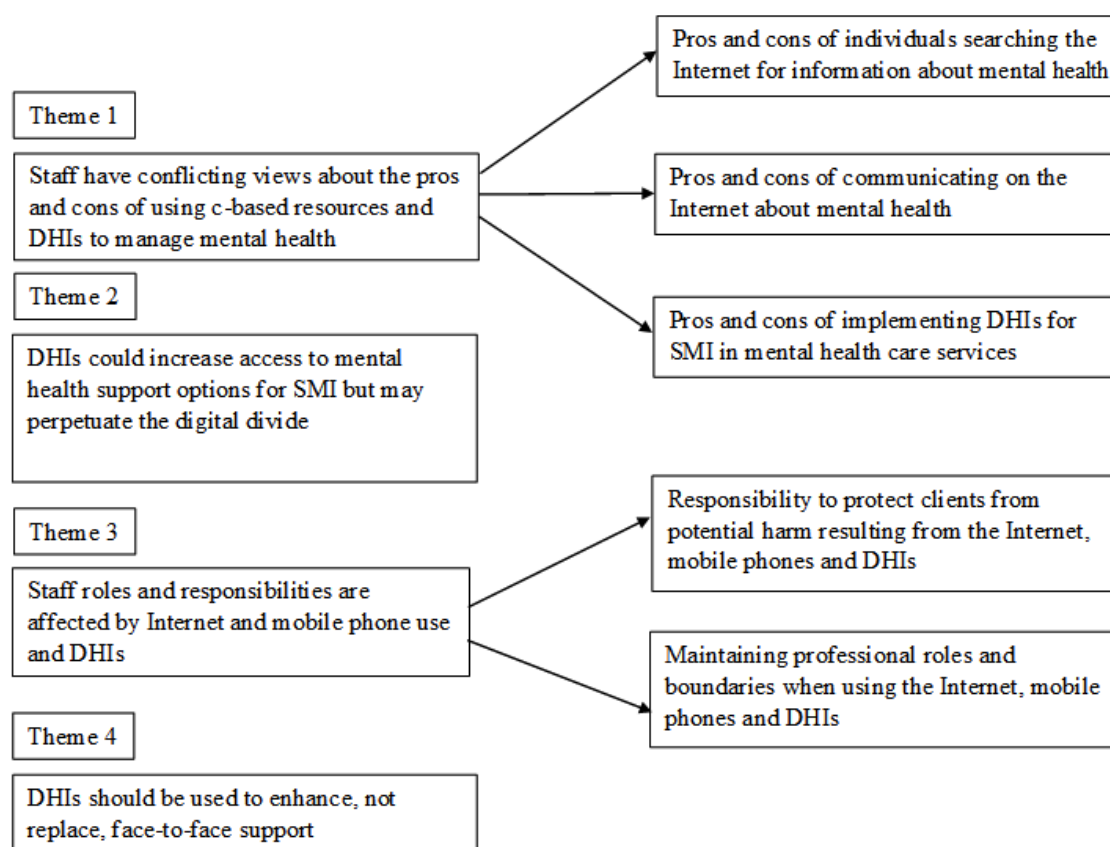 Theme 1
Staff have conflicting views about the pros
and cons of using c-based resources and
DHIs to manage mental health
Pros and cons of individuals searching the
Internet for information about mental health
Pros and cons of communicating on the
Internet about mental health
Pros and cons of implementing DHIs for
SMI in mental health care services
Theme 2
DHIs could increase access to mental
health support options for SMI but may
perpetuate the digital divide
Theme 3
Staff roles and responsibilities are
affected by Internet and mobile phone use
and DHIs
Responsibility to protect clients from
potential harm resulting from the Internet,
mobile phones and DHIs
Maintaining professional roles and
boundaries when using the Internet, mobile
phones and DHIs
Theme 4
DHIs should be used to enhance, not
replace, face-to-face support